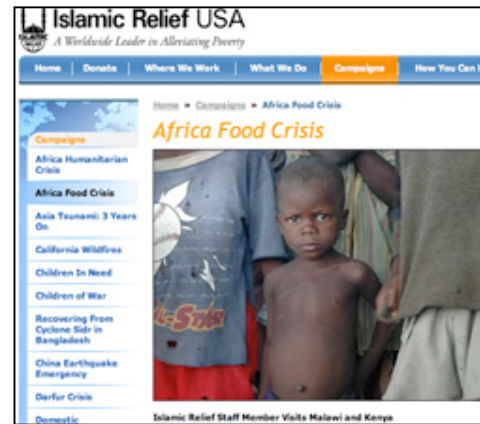 Islamic Relief USA
A Worldwide Leader in Alleviating Poverty
Home Donate Where We Work What We Do Campaigns How You Can
Home » Campaigns » Africa Food Crisis
Africa Food Crisis
Campaigns
Africa Humanitarian
Crisis
Africa Food Crisis
Asia Tsunami: 3 Years
On
California Wildfires
Children In Need
Children of War
Recovering From
Cyclone Sidr in
Bangladesh
China Earthquake
Emergency
Darfur Crisis
Domestic
LL-STAR
Islamic Relief Staff Member Visits Malawi and Kenya